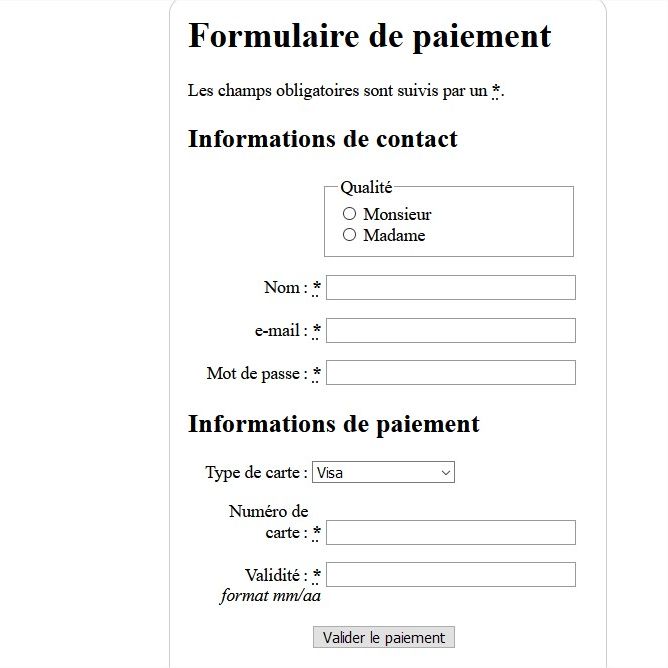 Formulaire de paiement
Les champs obligatoires sont suivis par un *.
Informations de contact
Qualité
Monsieur
Madame
Nom : *
e-mail : *
Mot de passe : *
Informations de paiement
Type de carte : Visa
Numéro de
carte : *
Validité : *
format mm/aa
Valider le paiement